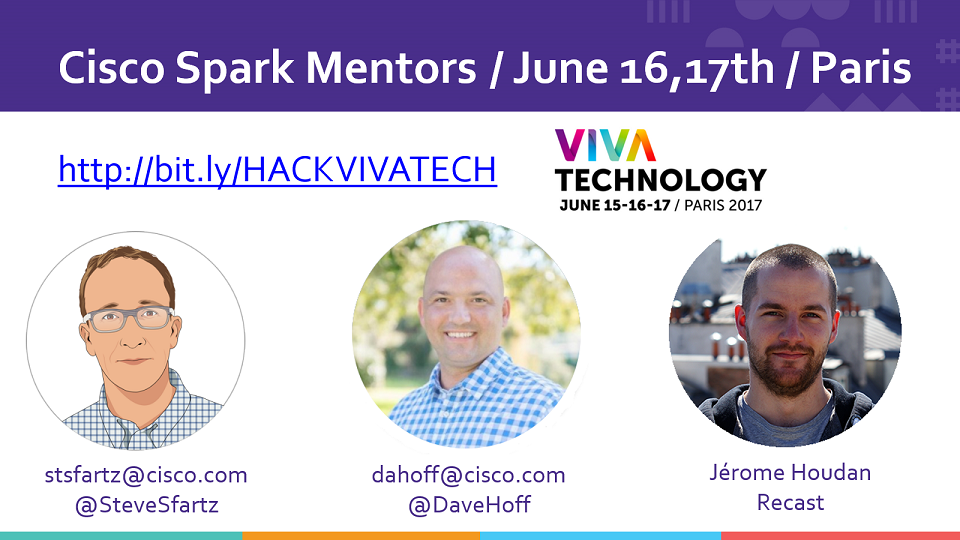 Cisco Spark Mentors / June 16,17th / Paris
http://bit.ly/HACKVIVATECH
VIVA
TECHNOLOGY
JUNE 15-16-17 / PARIS 2017
stsfartz@cisco.com
@SteveSfartz
dahoff@cisco.com
@DaveHoff
Jérome Houdan
Recast